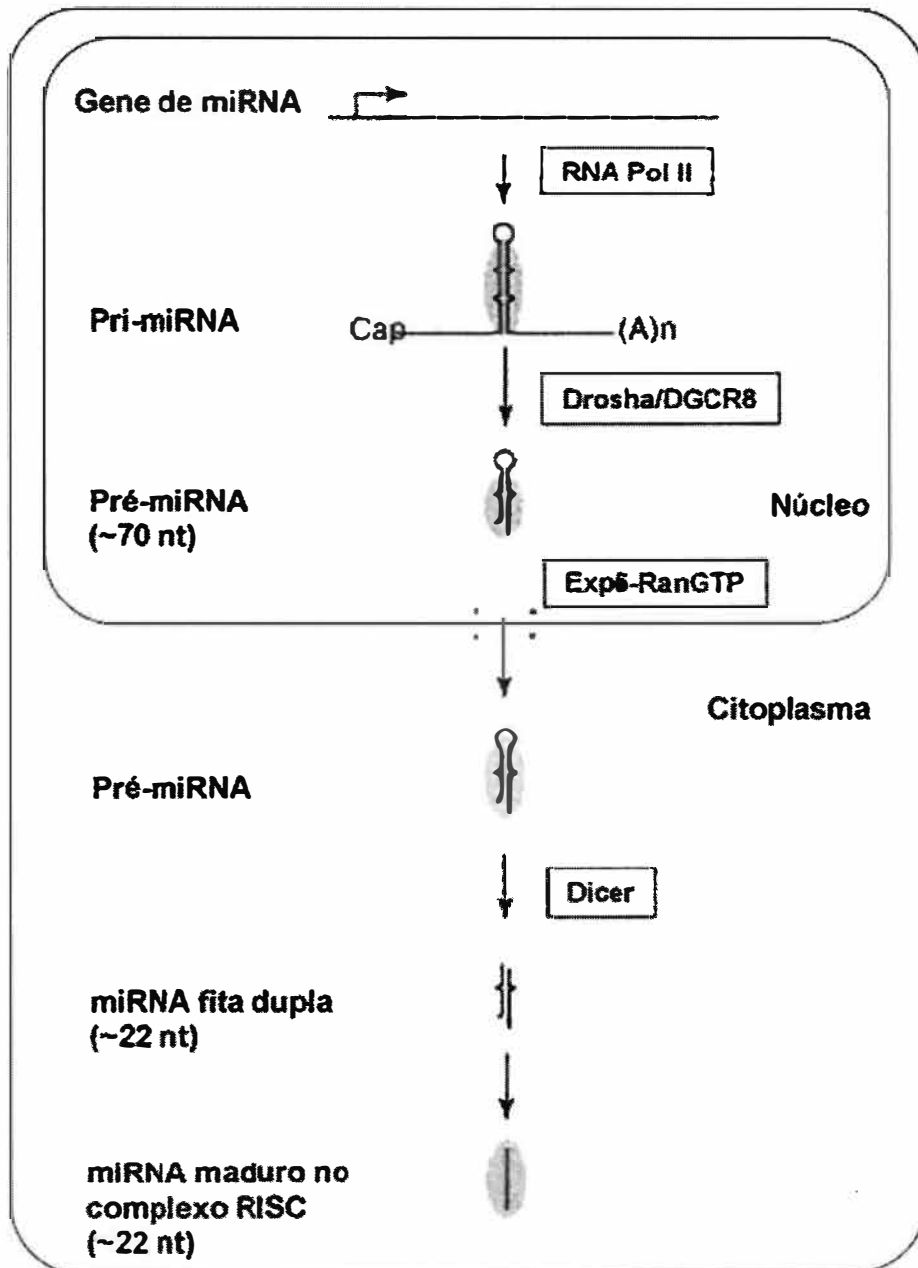 Gene de miRNA
RNA Pol II
Pri-miRNA
Cap
(A)n
Drosha/DGCR8
Pré-miRNA
(~70 nt)
Núcleo
Exp5-RanGTP
Citoplasma
Pré-miRNA
Dicer
miRNA fita dupla
(~22 nt)
miRNA maduro no
complexo RISC
(~22 nt)